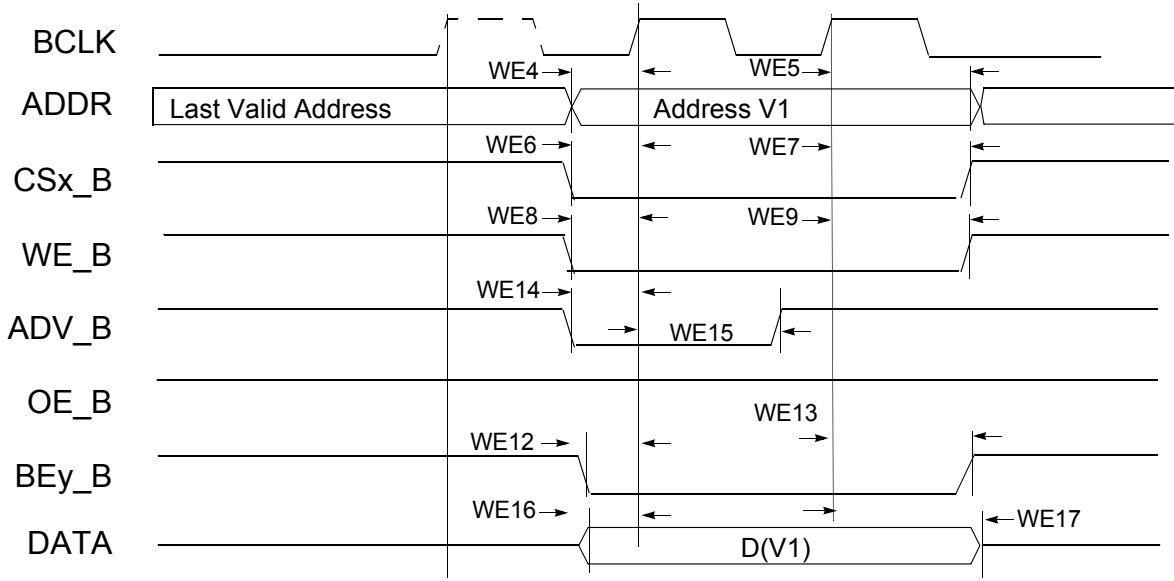 BCLK
WE4 WE5
ADDR Last Valid Address Address V1
WE6 WE7
CSx_B
WE8 WE9
WE_B
WE14
ADV_B WE15
OE_B
WE13
WE12
BEy_B
WE16 WE17
DATA D(V1)